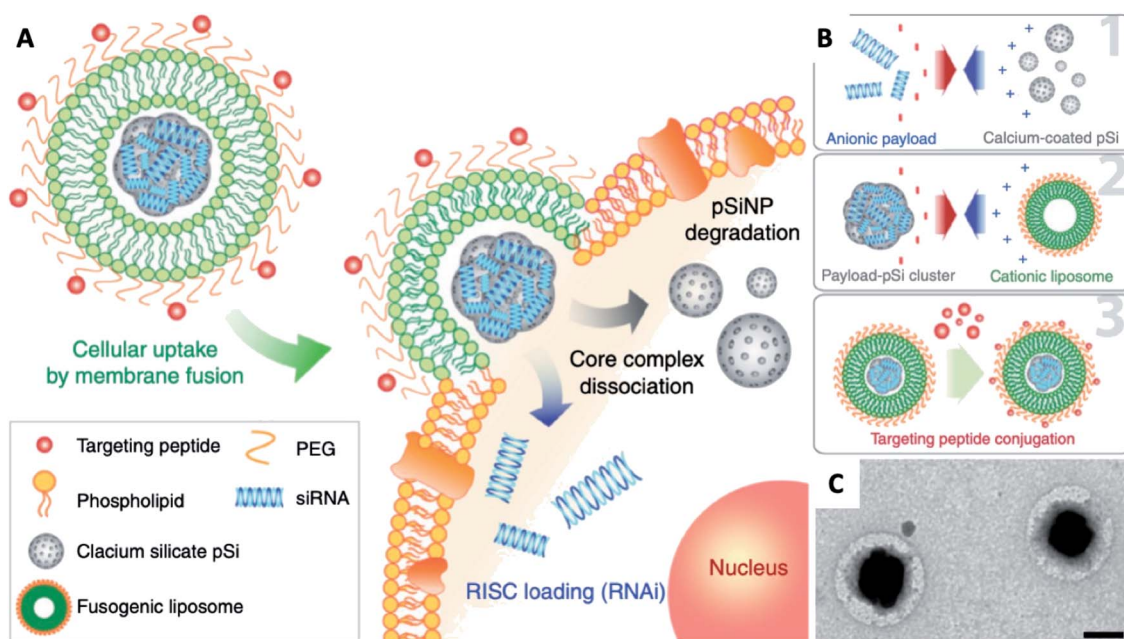 A
pSiNP
degradation
Core complex
dissociation
Cellular uptake
by membrane fusion
Targeting peptide
PEG
Phospholipid
siRNA
Clacium silicate pSi
Fusogenic liposome
RISC loading (RNAi)
Nucleus
B
1
Anionic payload
Calcium-coated pSi
2
Payload-pSi cluster
Cationic liposome
3
Targeting peptide conjugation
C